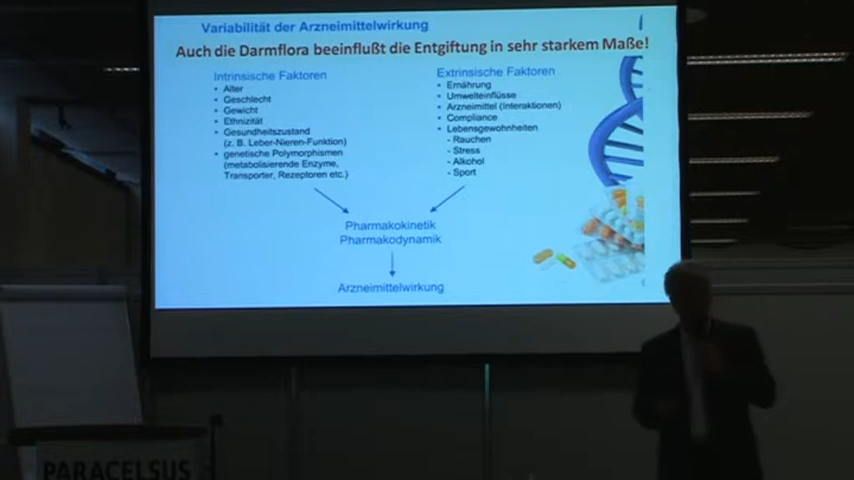 Variabilität der Arzneimittelwirkung
Auch die Darmflora beeinflußt die Entgiftung in sehr starkem Maße!
Intrinsische Faktoren
• Alter
• Geschlecht
• Gewicht
• Ethnizität
• Gesundheitszustand
(z. B. Leber-Nieren-Funktion)
• genetische Polymorphismen
(metabolisierende Enzyme,
Transporter, Rezeptoren etc.)
Extrinsische Faktoren
• Ernährung
• Umwelteinflüsse
• Arzneimittel (Interaktionen)
• Compliance
• Lebensgewohnheiten
- Rauchen
- Stress
- Alkohol
- Sport
Pharmakokinetik
Pharmakodynamik
Arzneimittelwirkung
PARACELSUS